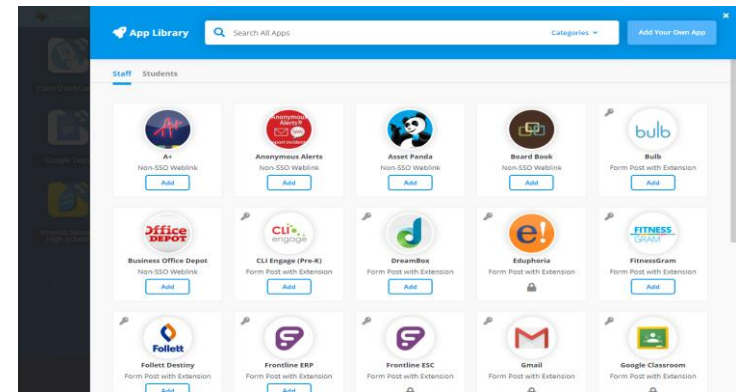 App Library
Search All Apps
Categories
Add Your Own App
Staff Students
A+
Non-SSO Weblink
Add
Anonymous Alerts
Anonymous Alerts
Non-SSO Weblink
Add
Asset Panda
Non-SSO Weblink
Add
Board Book
Non-SSO Weblink
Add
bulb
Bulb
Form Post with Extension
Add
Office DEPOT
Business Office Depot
Non-SSO Weblink
Add
CLI engage
CLI Engage (Pre-K)
Form Post with Extension
Add
DreamBox
Form Post with Extension
Add
e!
Eduphoria
Form Post with Extension
FITNESS
GRAM
FitnessGram
Form Post with Extension
Add
Follett
Follett Destiny
Form Post with Extension
Add
Frontline ERP
Form Post with Extension
Add
Frontline ESC
Form Post with Extension
Gmail
Form Post with Extension
Google Classroom
Form Post with Extension